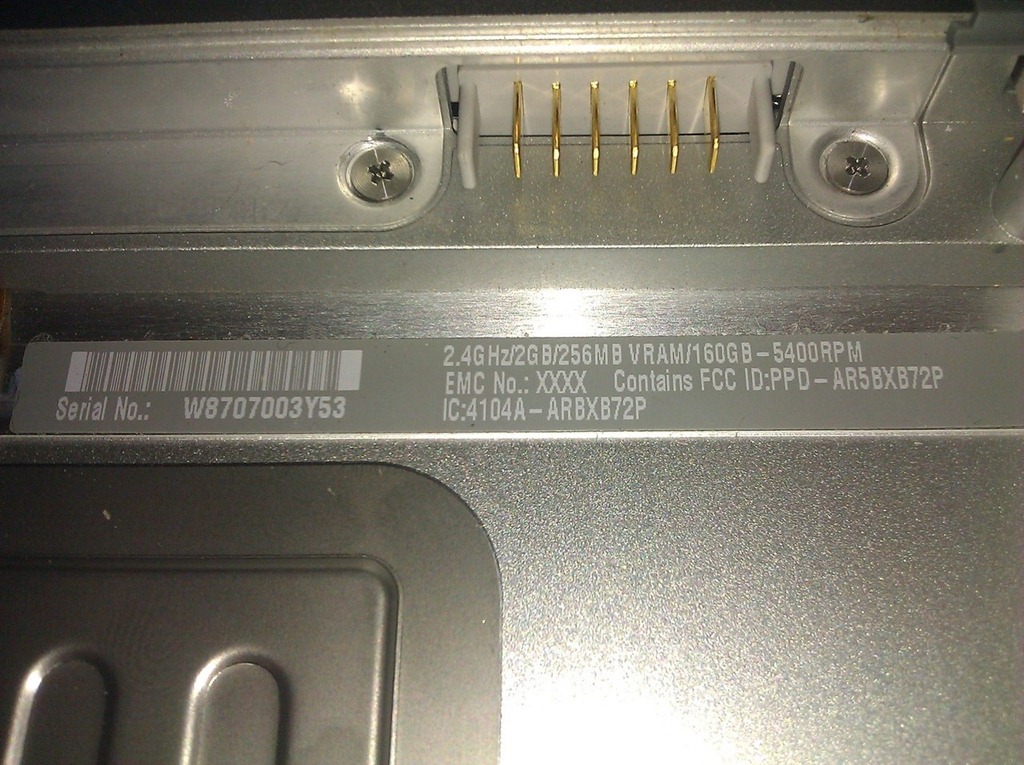 Serial No.: W8707003Y53
2.4GHz/2GB/256MB VRAM/160GB-5400RPM
EMC No.: XXXX Contains FCC ID:PPD-AR5BXB72P
IC:4104A-ARBXB72P